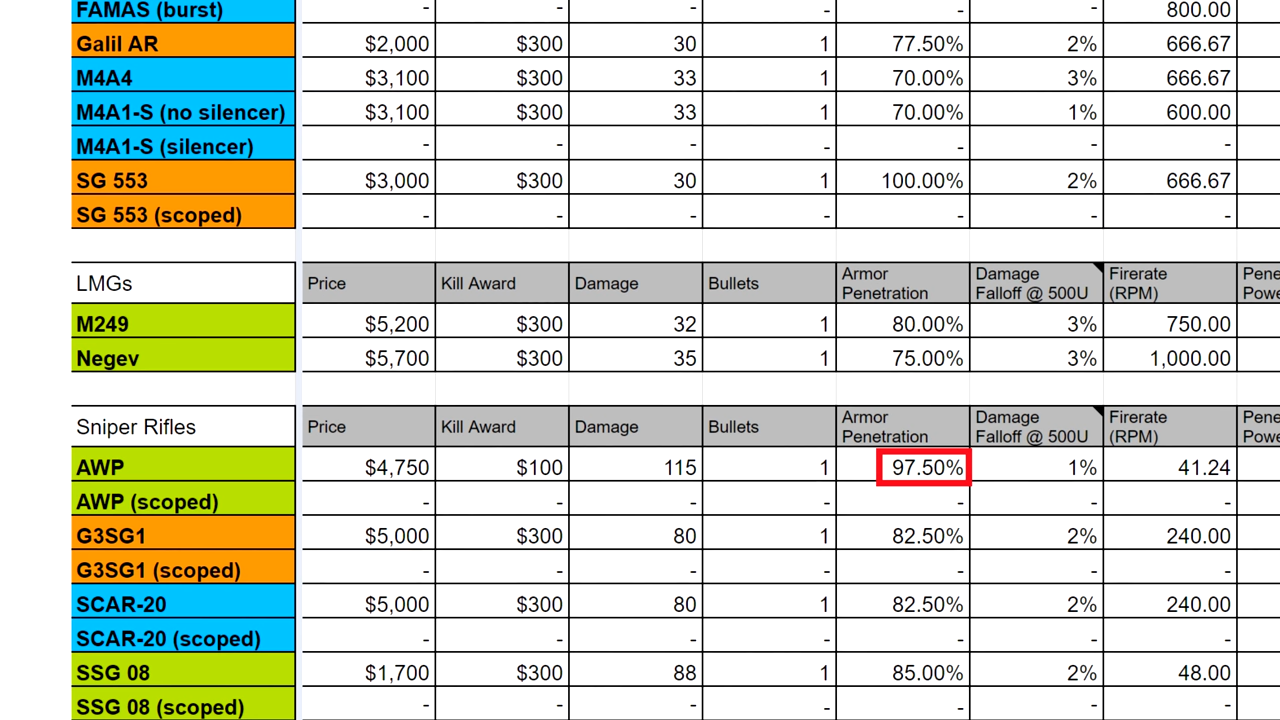 FAMAS (burst) - - - - - - 800.00
Galil AR $2,000 $300 30 1 77.50% 2% 666.67
M4A4 $3,100 $300 33 1 70.00% 3% 666.67
M4A1-S (no silencer) $3,100 $300 33 1 70.00% 1% 600.00
M4A1-S (silencer) - - - - - - -
SG 553 $3,000 $300 30 1 100.00% 2% 666.67
SG 553 (scoped) - - - - - - -
LMGs Price Kill Award Damage Bullets Armor Penetration Damage Falloff @ 500U Firerate (RPM)
M249 $5,200 $300 32 1 80.00% 3% 750.00
Negev $5,700 $300 35 1 75.00% 3% 1,000.00
Sniper Rifles Price Kill Award Damage Bullets Armor Penetration Damage Falloff @ 500U Firerate (RPM)
AWP $4,750 $100 115 1 97.50% 1% 41.24
AWP (scoped) - - - - - - -
G3SG1 $5,000 $300 80 1 82.50% 2% 240.00
G3SG1 (scoped) - - - - - - -
SCAR-20 $5,000 $300 80 1 82.50% 2% 240.00
SCAR-20 (scoped) - - - - - - -
SSG 08 $1,700 $300 88 1 85.00% 2% 48.00
SSG 08 (scoped) - - - - - - -